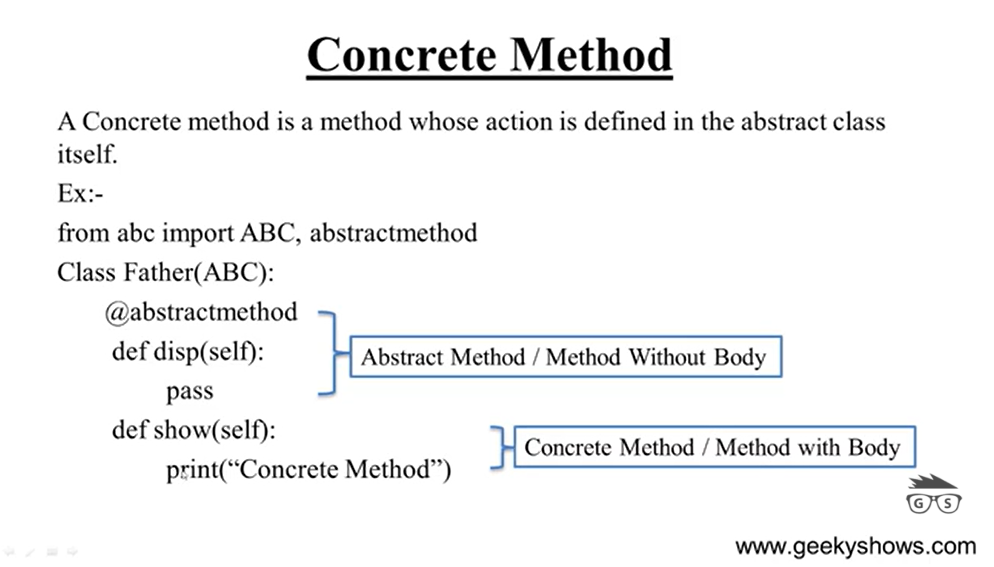 Concrete Method
A Concrete method is a method whose action is defined in the abstract class
itself.
Ex:-
from abc import ABC, abstractmethod
Class Father(ABC):
@abstractmethod
def disp(self):
Abstract Method / Method Without Body
pass
def show(self):
Concrete Method / Method with Body
print(“Concrete Method”)
G S
www.geekyshows.com